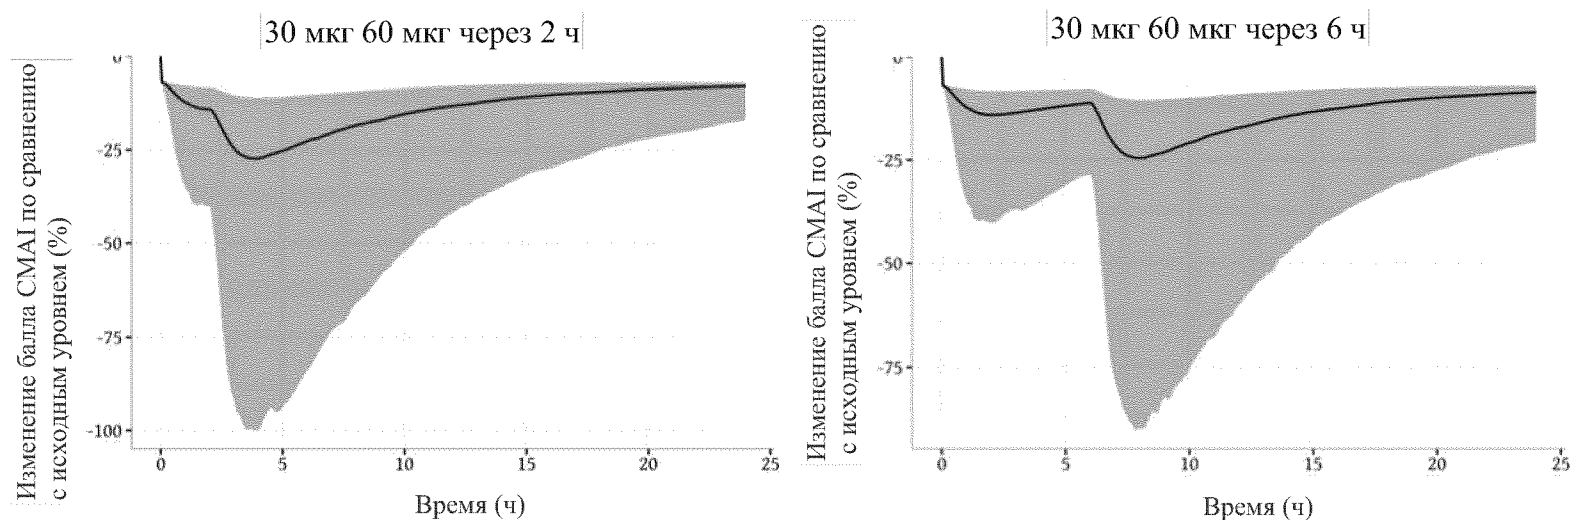 30 мкг 60 мкг через 2 ч
Изменение балла CMAI по сравнению
с исходным уровнем (%)
0
-25
-50
-75
-100
0 5 10 15 20 25
Время (ч)
30 мкг 60 мкг через 6 ч
Изменение балла CMAI по сравнению
с исходным уровнем (%)
0
-25
-50
-75
0 5 10 15 20 25
Время (ч)